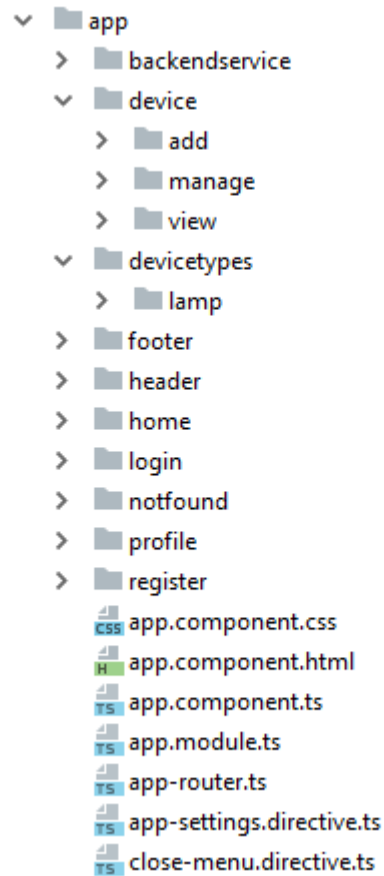 app
backendservice
device
add
manage
view
devicetypes
lamp
footer
header
home
login
notfound
profile
register
CSS app.component.css
H app.component.html
TS app.component.ts
TS app.module.ts
TS app-router.ts
TS app-settings.directive.ts
TS close-menu.directive.ts